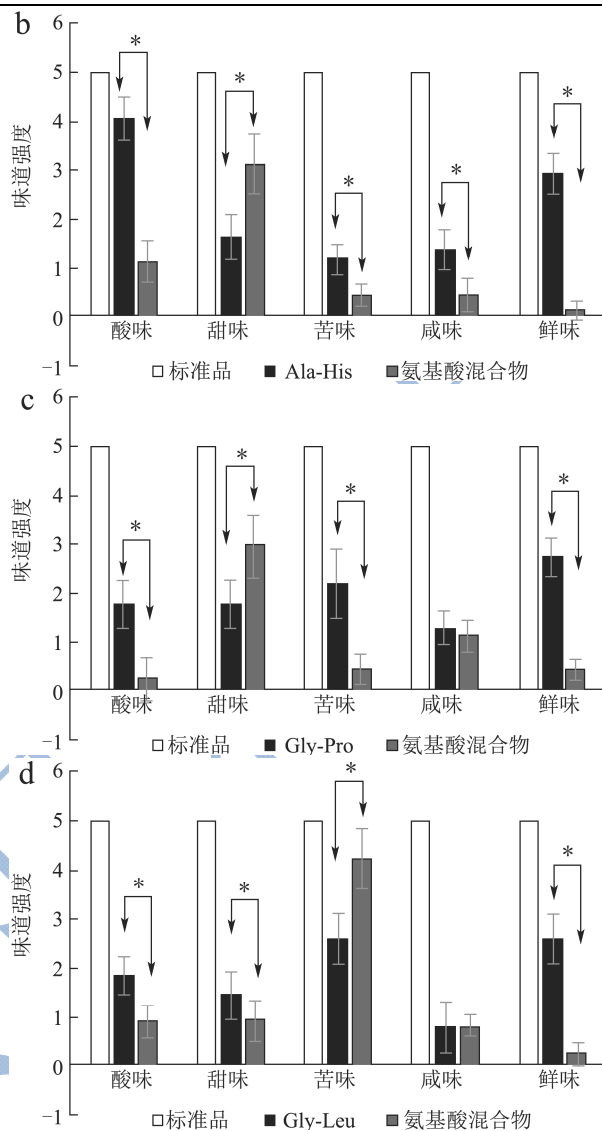 b
6
5
4
3
2
1
0
−1
味道强度
* * * * *
酸味 甜味 苦味 咸味 鲜味
标准品 Ala-His 氨基酸混合物
c
6
5
4
3
2
1
0
−1
味道强度
* * * *
酸味 甜味 苦味 咸味 鲜味
标准品 Gly-Pro 氨基酸混合物
d
6
5
4
3
2
1
0
−1
味道强度
* * * *
酸味 甜味 苦味 咸味 鲜味
标准品 Gly-Leu 氨基酸混合物